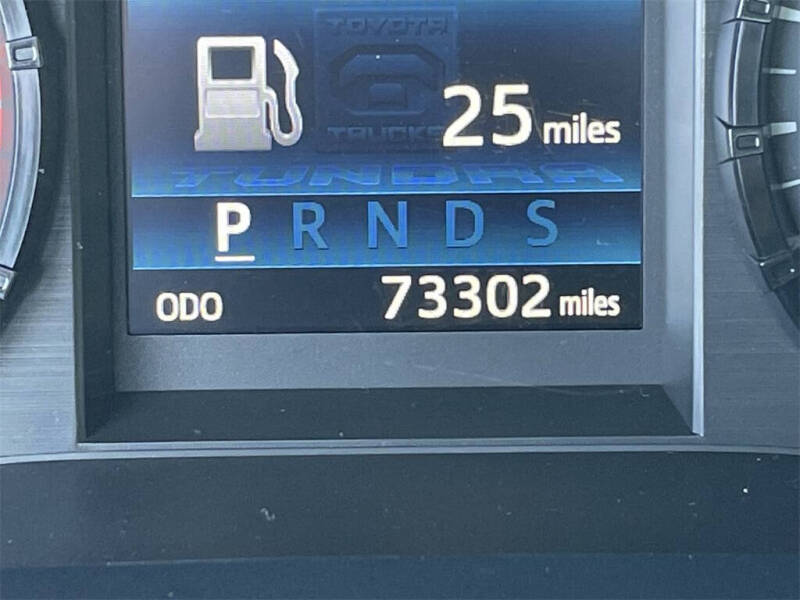 TOYOTA
TRUCKS
25 miles
TUNDRA
P R N D S
ODO 73302 miles